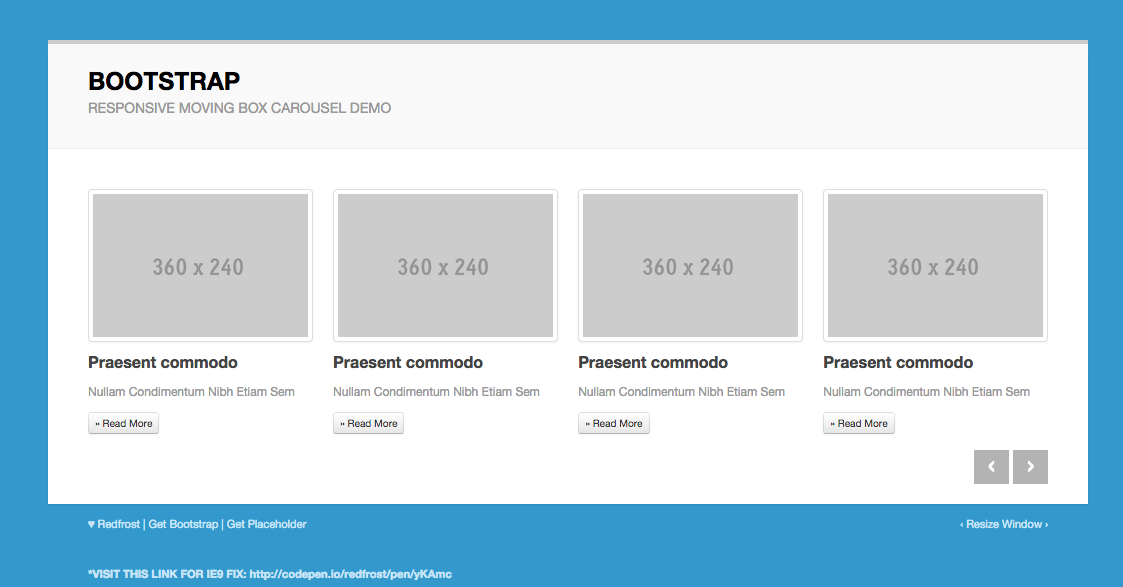 BOOTSTRAP
RESPONSIVE MOVING BOX CAROUSEL DEMO
360 x 240
360 x 240
360 x 240
360 x 240
Praesent commodo
Praesent commodo
Praesent commodo
Praesent commodo
Nullam Condimentum Nibh Etiam Sem
Nullam Condimentum Nibh Etiam Sem
Nullam Condimentum Nibh Etiam Sem
Nullam Condimentum Nibh Etiam Sem
» Read More
» Read More
» Read More
» Read More
‹ ›
♥ Redfrost | Get Bootstrap | Get Placeholder
‹ Resize Window ›
*VISIT THIS LINK FOR IE9 FIX: http://codepen.io/redfrost/pen/yKAmc